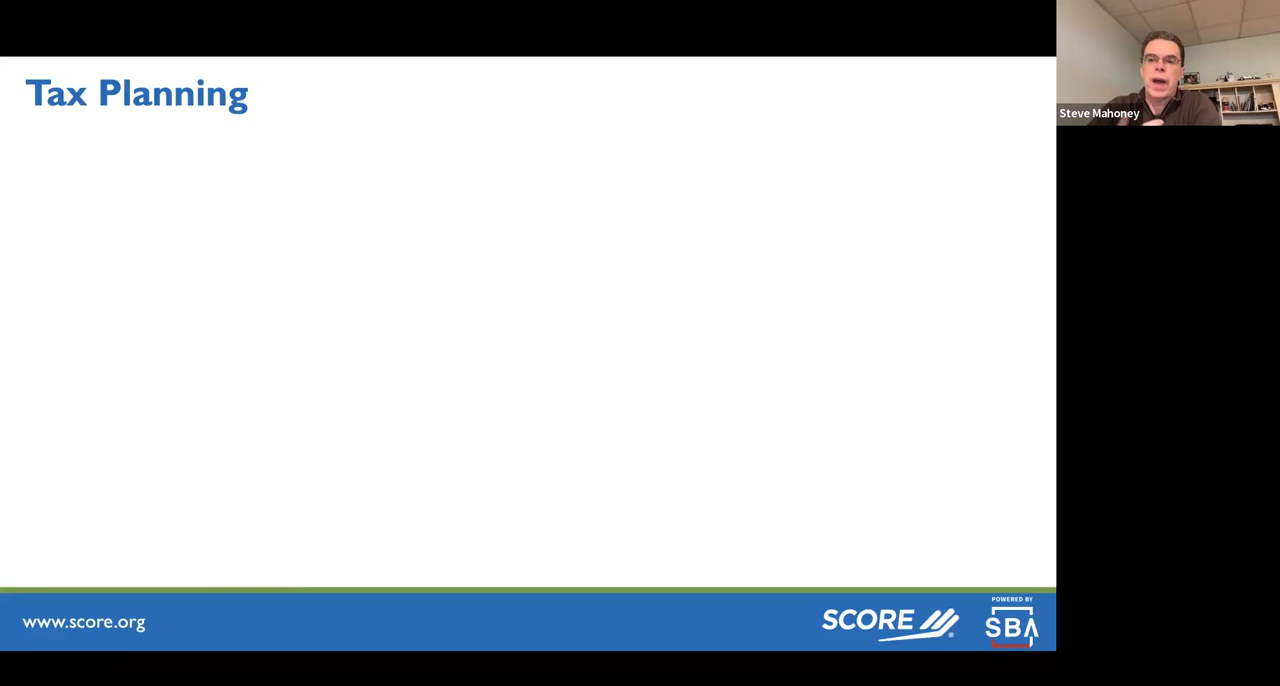 Tax Planning
Steve Mahoney
www.score.org
SCORE
®
POWERED BY
SBA